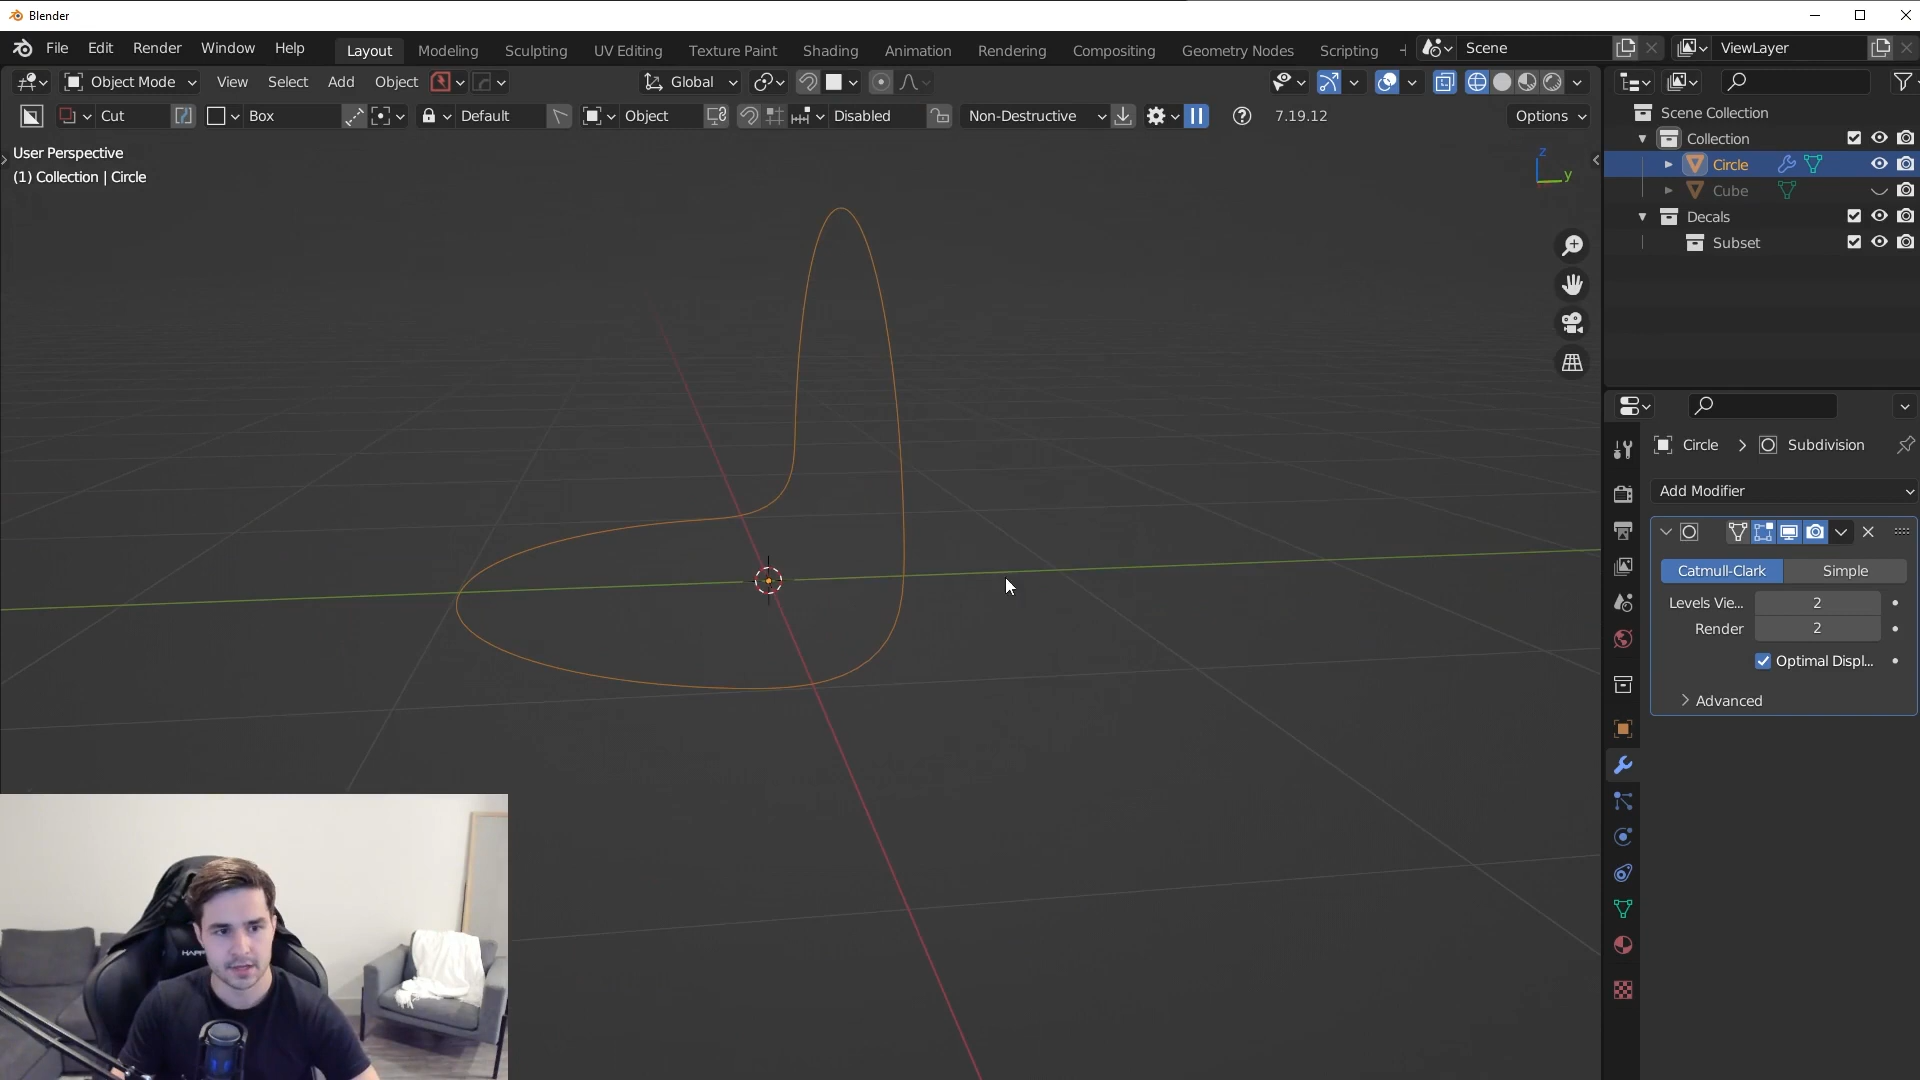 Blender
File Edit Render Window Help Layout Modeling Sculpting UV Editing Texture Paint Shading Animation Rendering Compositing Geometry Nodes Scripting Scene ViewLayer
Object Mode View Select Add Object Global
Cut Box Default Object Disabled Non-Destructive 7.19.12 Options
User Perspective
(1) Collection | Circle
z
y
Scene Collection
Collection
Circle
Cube
Decals
Subset
Circle > Subdivision
Add Modifier
Catmull-Clark Simple
Levels Vie... 2
Render 2
Optimal Displ...
Advanced